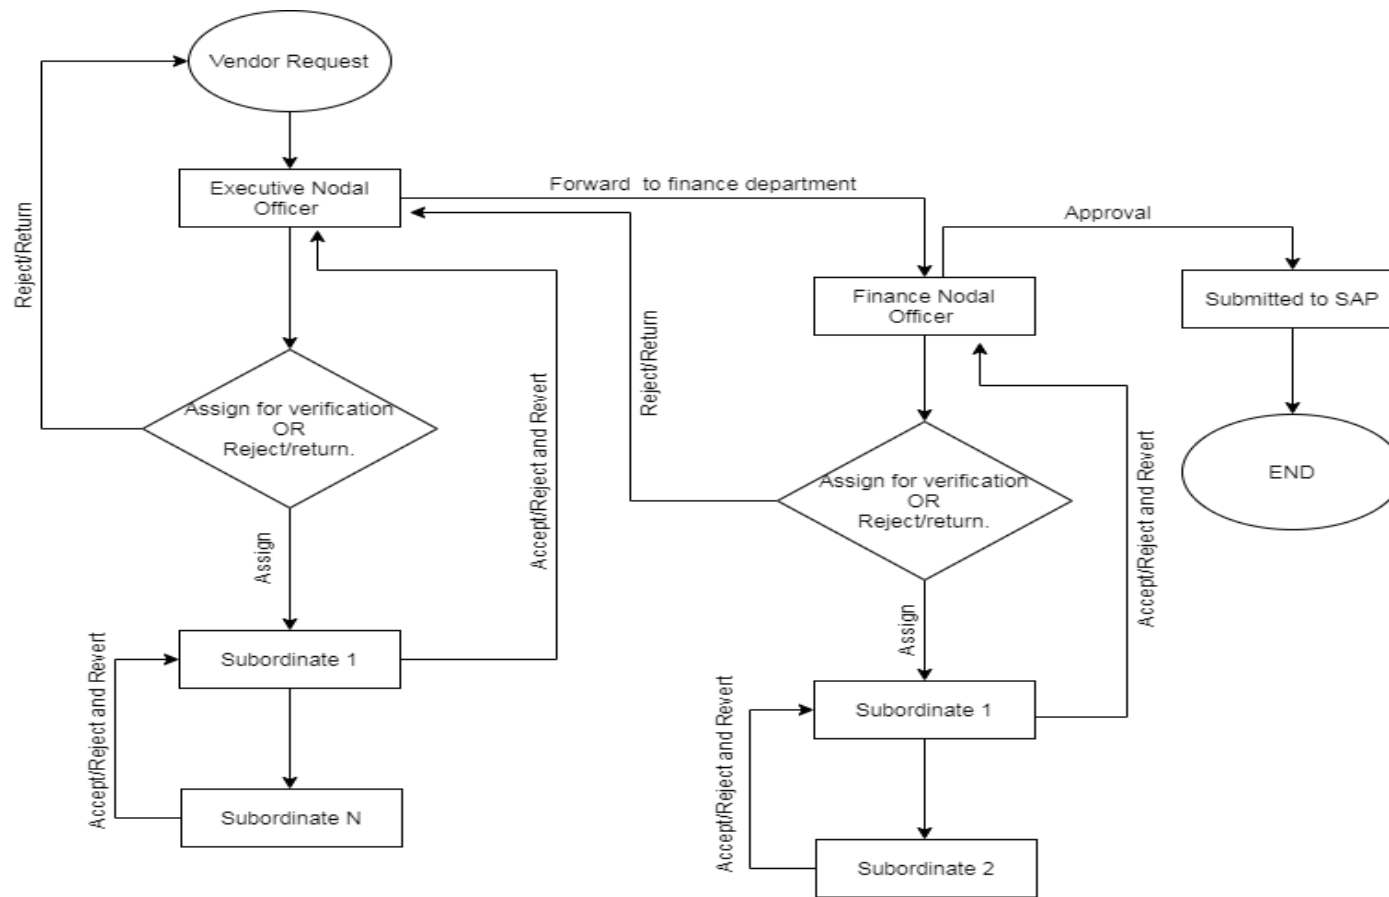 Vendor Request
Executive Nodal
Officer
Forward  to finance department
Approval
Reject/Return
Finance Nodal
Officer
Submitted to SAP
Reject/Return
Assign for verification
OR
Reject/return.
Accept/Reject and Revert
Assign for verification
OR
Reject/return.
Accept/Reject and Revert
END
Assign
Assign
Subordinate 1
Accept/Reject and Revert
Subordinate 1
Accept/Reject and Revert
Subordinate N
Subordinate 2